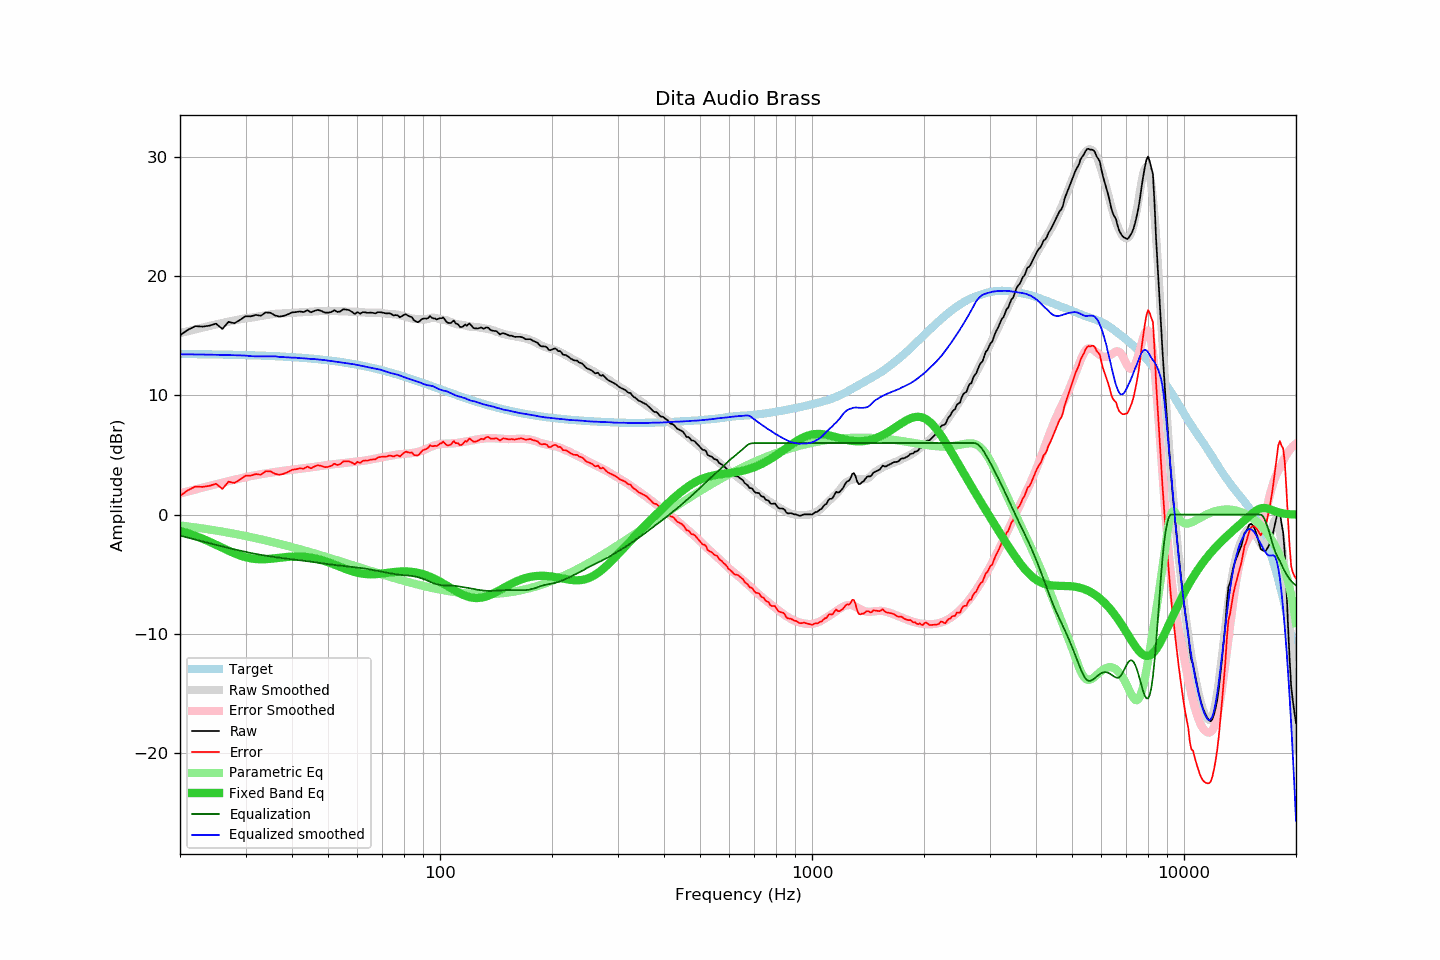 Dita Audio Brass
30
20
10
0
−10
−20
Amplitude (dBr)
Target
Raw Smoothed
Error Smoothed
Raw
Error
Parametric Eq
Fixed Band Eq
Equalization
Equalized smoothed
100
1000
10000
Frequency (Hz)